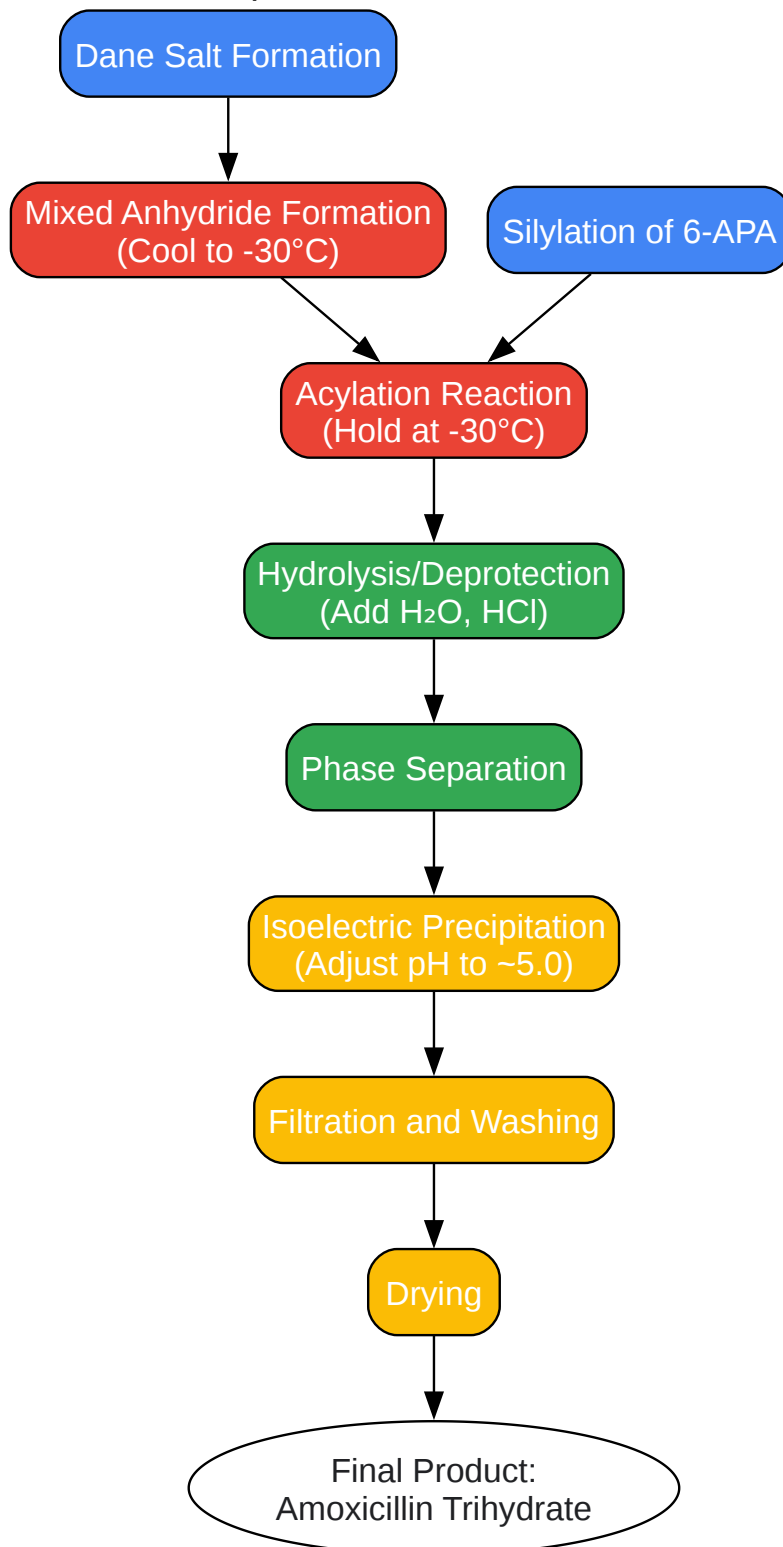 Dane Salt Formation
Mixed Anhydride Formation
(Cool to -30°C)
Silylation of 6-APA
Acylation Reaction
(Hold at -30°C)
Hydrolysis/Deprotection
(Add H₂O, HCl)
Phase Separation
Isoelectric Precipitation
(Adjust pH to ~5.0)
Filtration and Washing
Drying
Final Product:
Amoxicillin Trihydrate